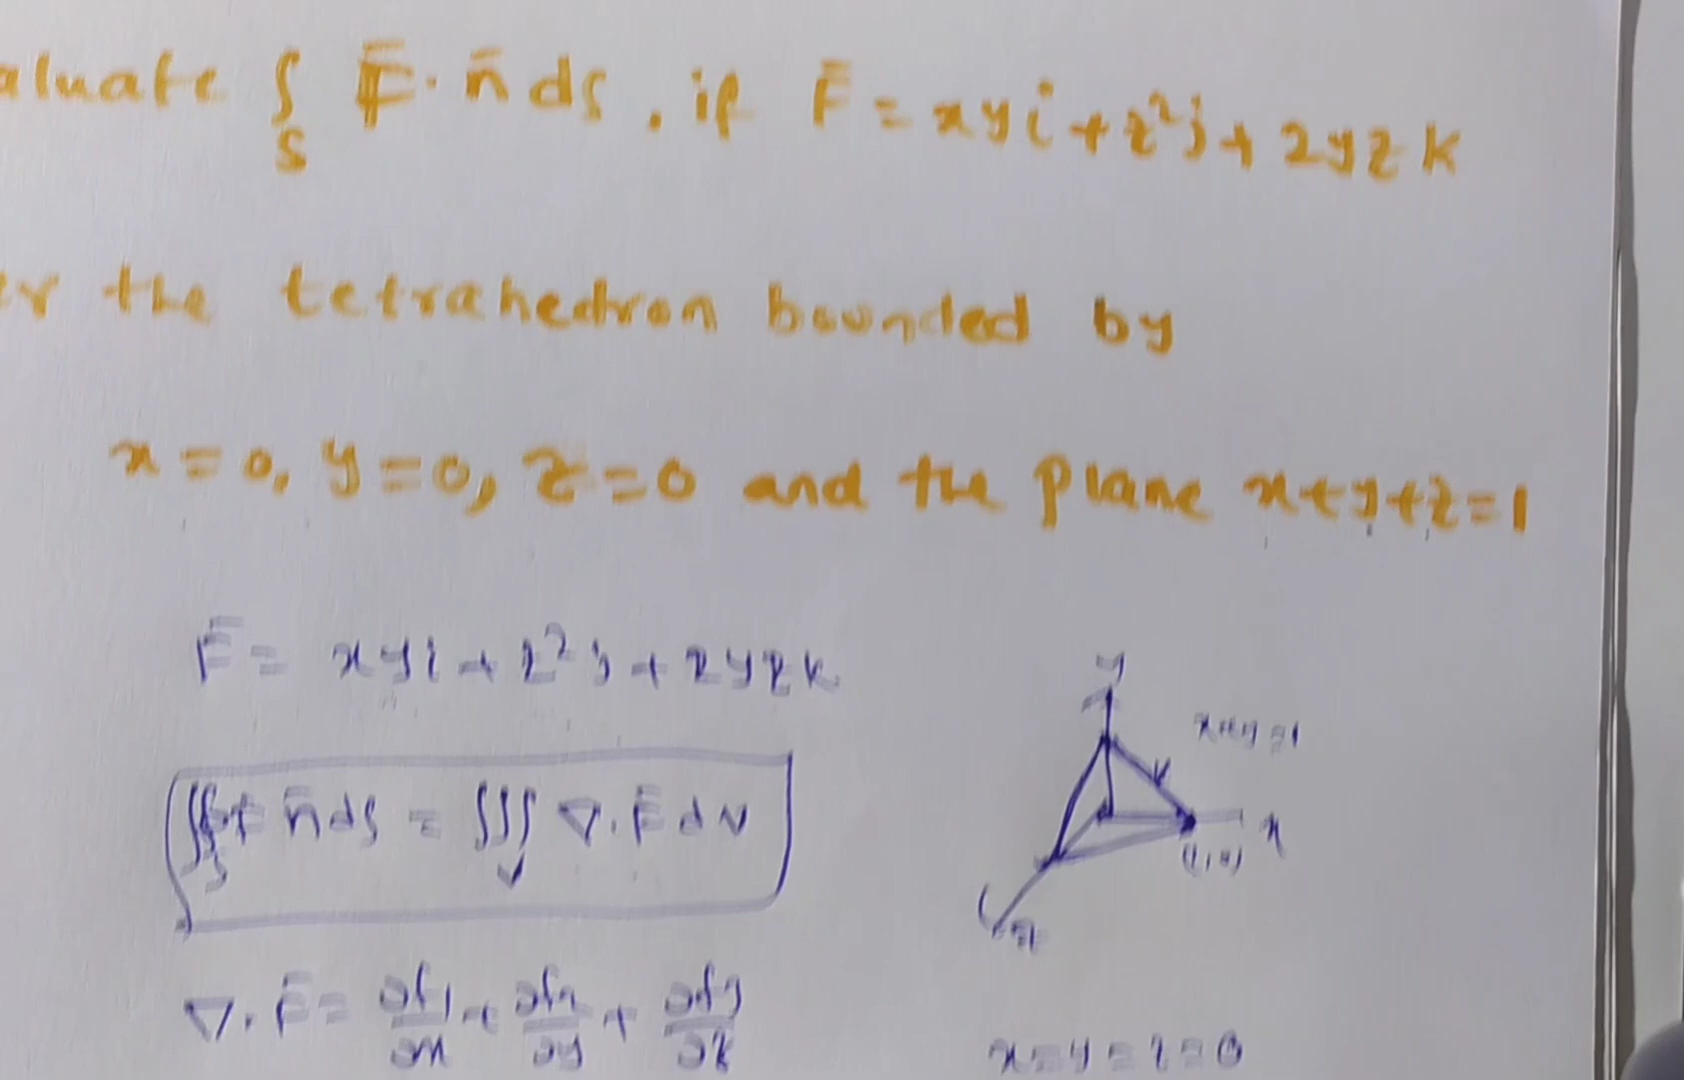 aluate ∫ F̄ · n̄ ds, if F̄ = xyi + z²j + 2yzk
S
er the tetrahedron bounded by
x = 0, y = 0, z = 0 and the plane x+y+z=1
F̄ = xyi + z²j + 2yzk
y
x+y=1
∬ F̄ n̄ ds = ∭ ∇·F̄ dv
S V
x
z
∇·F̄ = ∂f1/∂x + ∂f2/∂y + ∂f3/∂z
x=y=z=0